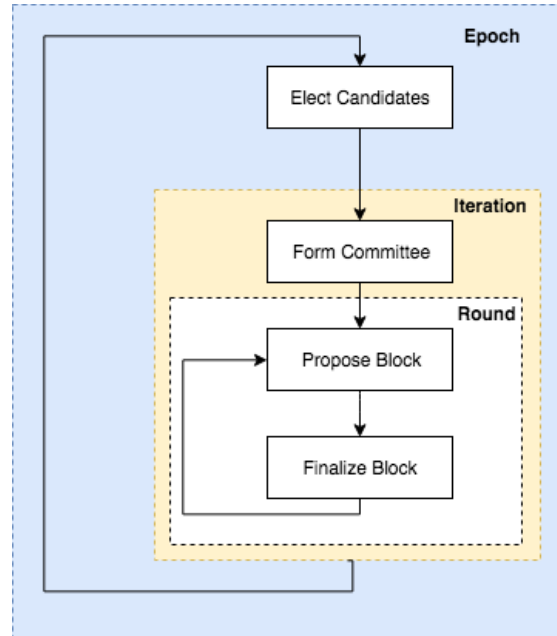 Epoch
Elect Candidates
Iteration
Form Committee
Round
Propose Block
Finalize Block